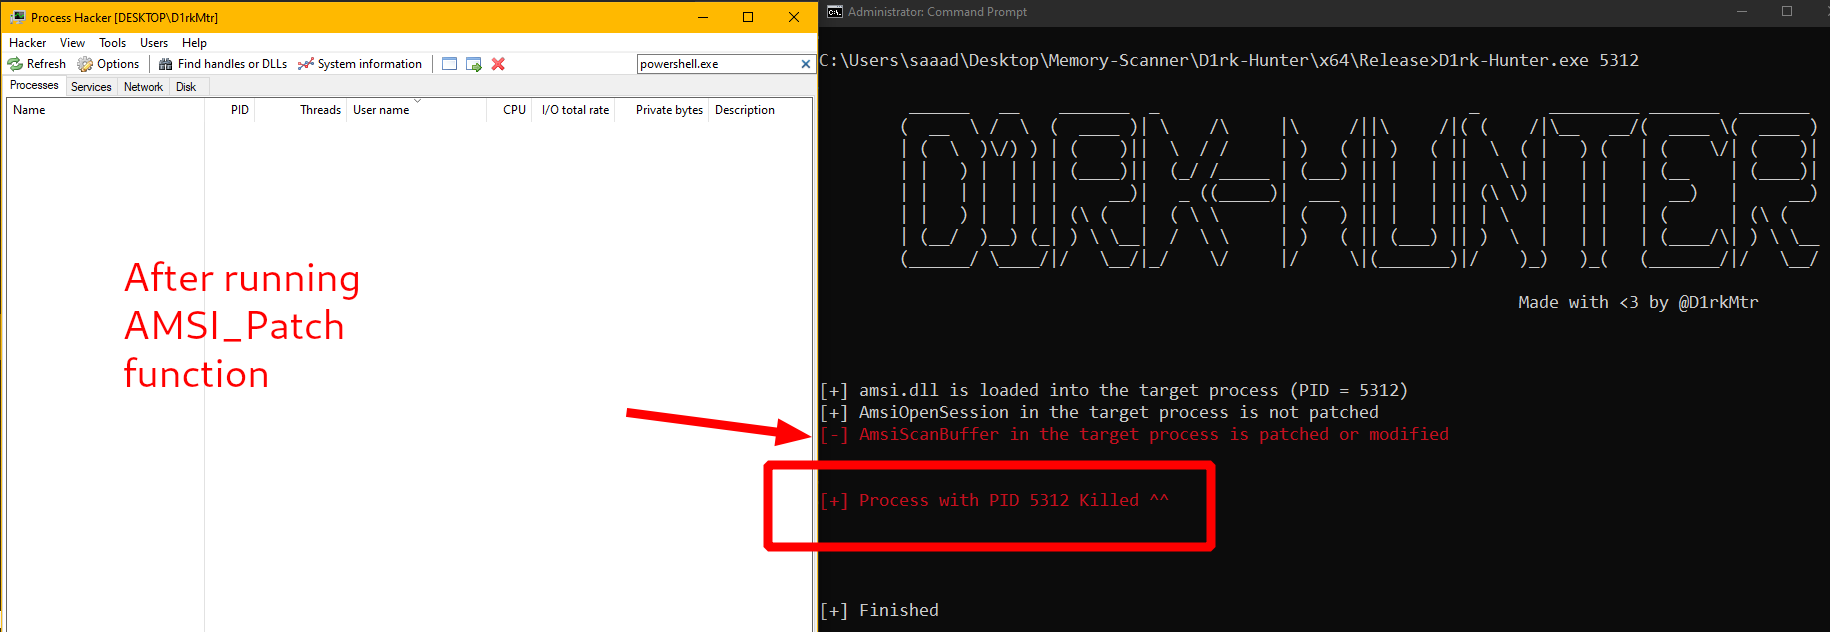 Process Hacker [DESKTOP\D1rkMtr]
Hacker View Tools Users Help
Refresh Options Find handles or DLLs System information powershell.exe
Processes Services Network Disk
Name PID Threads User name CPU I/O total rate Private bytes Description
After running
AMSI_Patch
function
Administrator: Command Prompt
C:\Users\saaad\Desktop\Memory-Scanner\D1rk-Hunter\x64\Release>D1rk-Hunter.exe 5312
D1RK-HUNTER
Made with <3 by @D1rkMtr
[+] amsi.dll is loaded into the target process (PID = 5312)
[+] AmsiOpenSession in the target process is not patched
[-] AmsiScanBuffer in the target process is patched or modified
[+] Process with PID 5312 Killed ^^
[+] Finished